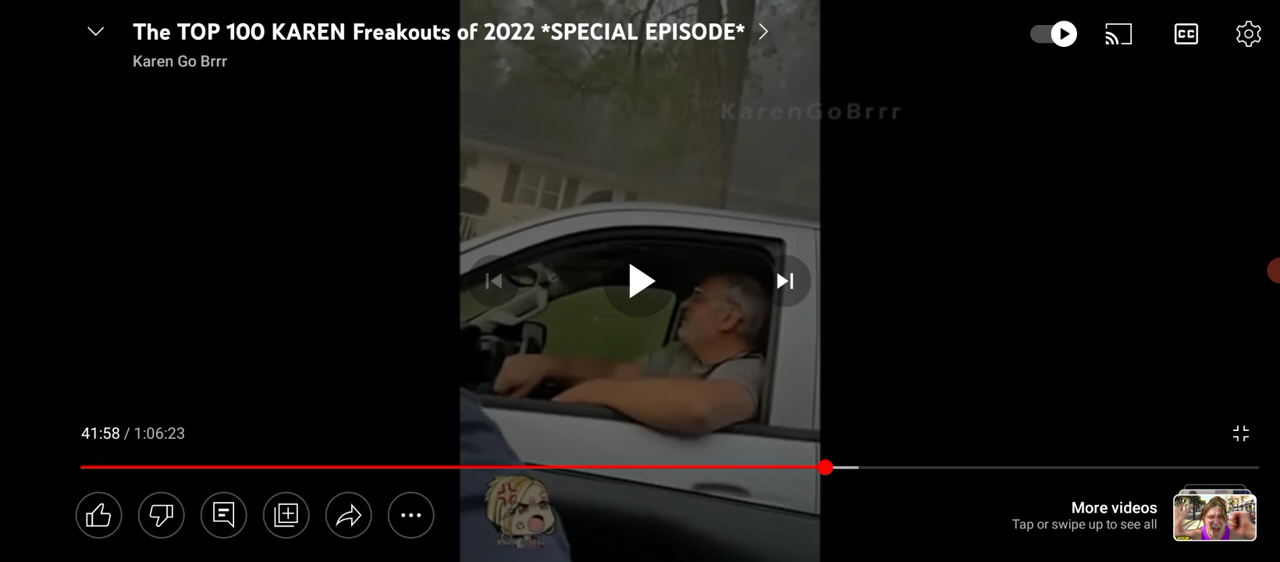 The TOP 100 KAREN Freakouts of 2022 *SPECIAL EPISODE*
Karen Go Brrr
CC
KarenGoBrrr
41:58 / 1:06:23
More videos
Tap or swipe up to see all